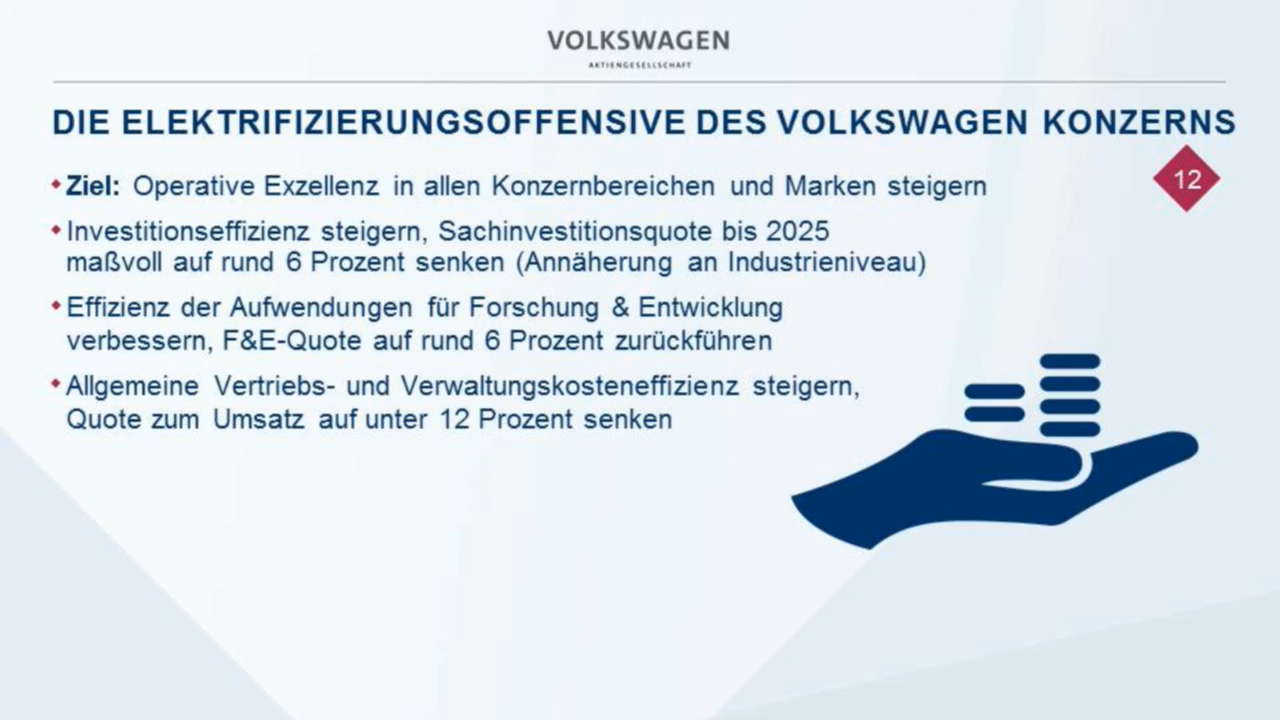 VOLKSWAGEN
AKTIENGESELLSCHAFT
DIE ELEKTRIFIZIERUNGSOFFENSIVE DES VOLKSWAGEN KONZERNS
Ziel: Operative Exzellenz in allen Konzernbereichen und Marken steigern
12
Investitionseffizienz steigern, Sachinvestitionsquote bis 2025
maßvoll auf rund 6 Prozent senken (Annäherung an Industrieniveau)
Effizienz der Aufwendungen für Forschung & Entwicklung
verbessern, F&E-Quote auf rund 6 Prozent zurückführen
Allgemeine Vertriebs- und Verwaltungskosteneffizienz steigern,
Quote zum Umsatz auf unter 12 Prozent senken